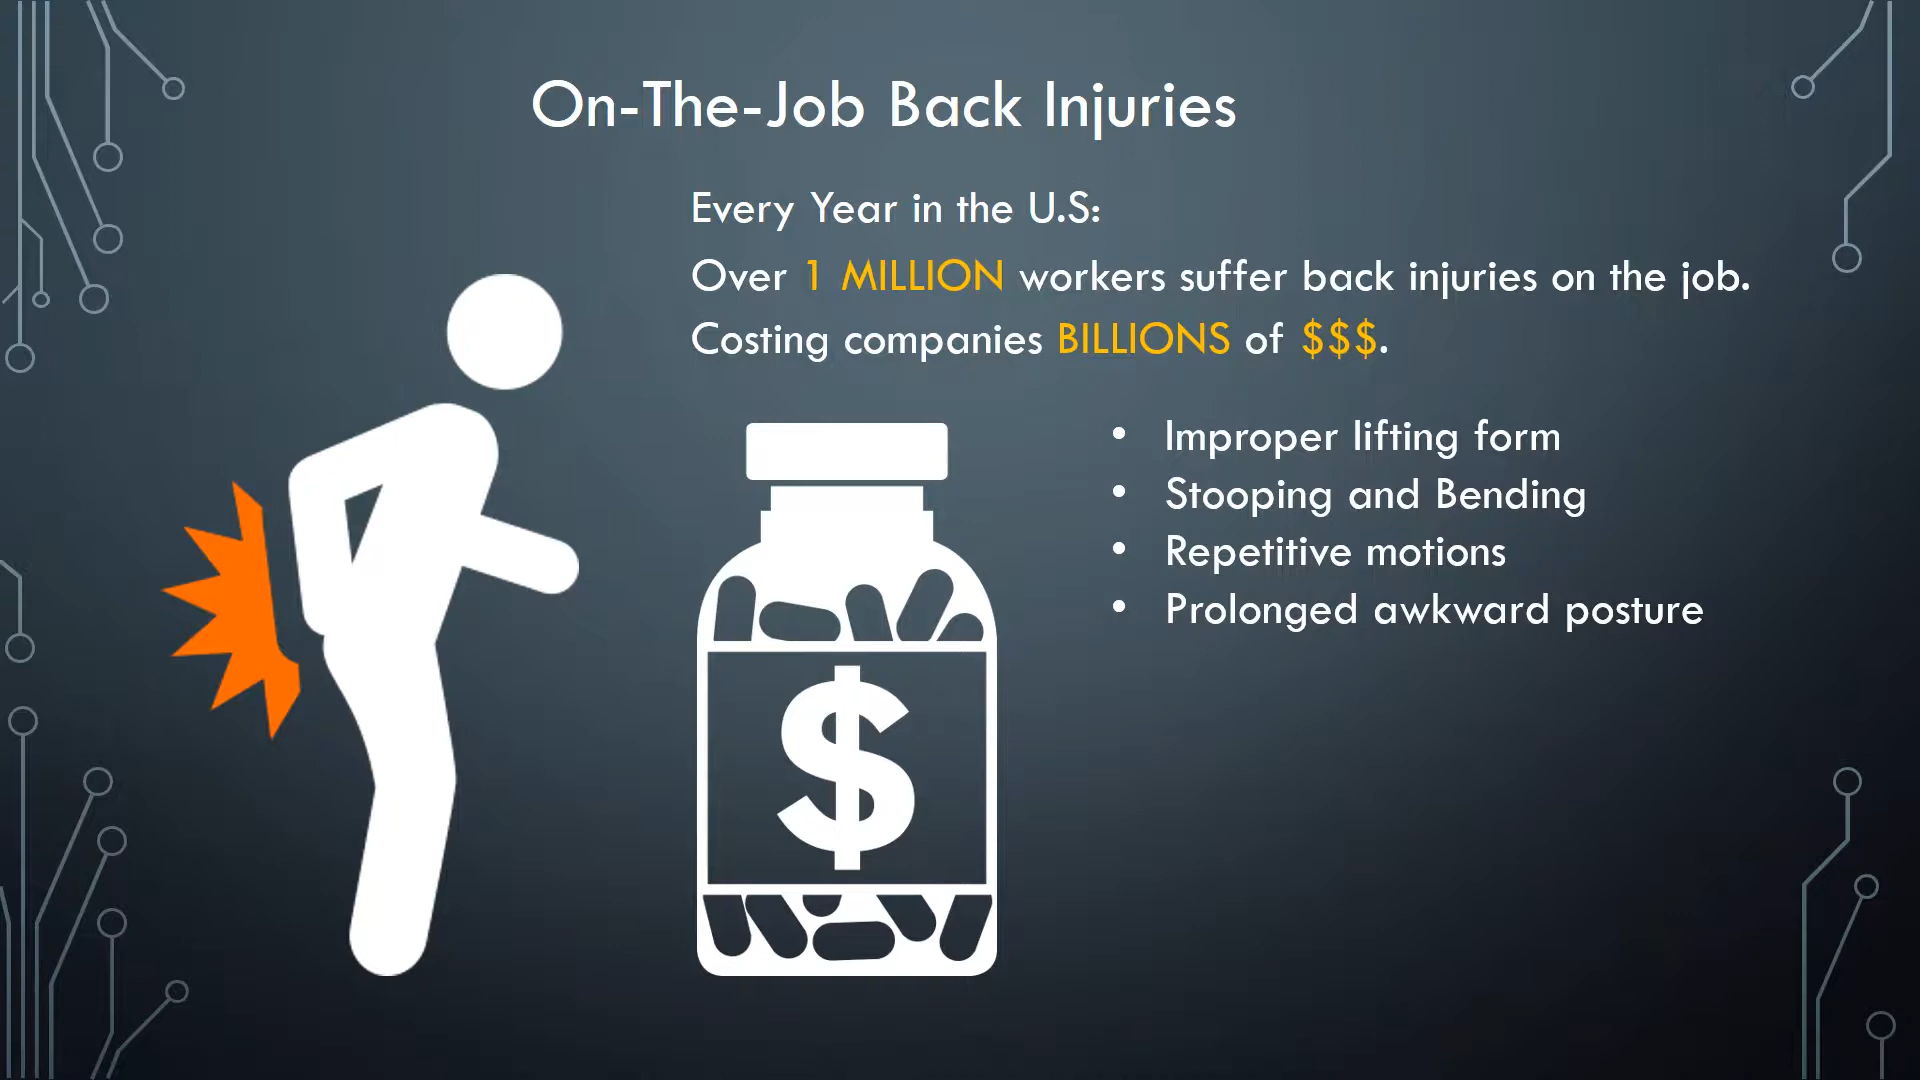 On-The-Job Back Injuries
Every Year in the U.S:
Over 1 MILLION workers suffer back injuries on the job.
Costing companies BILLIONS of $$$.
• Improper lifting form
• Stooping and Bending
• Repetitive motions
• Prolonged awkward posture
$